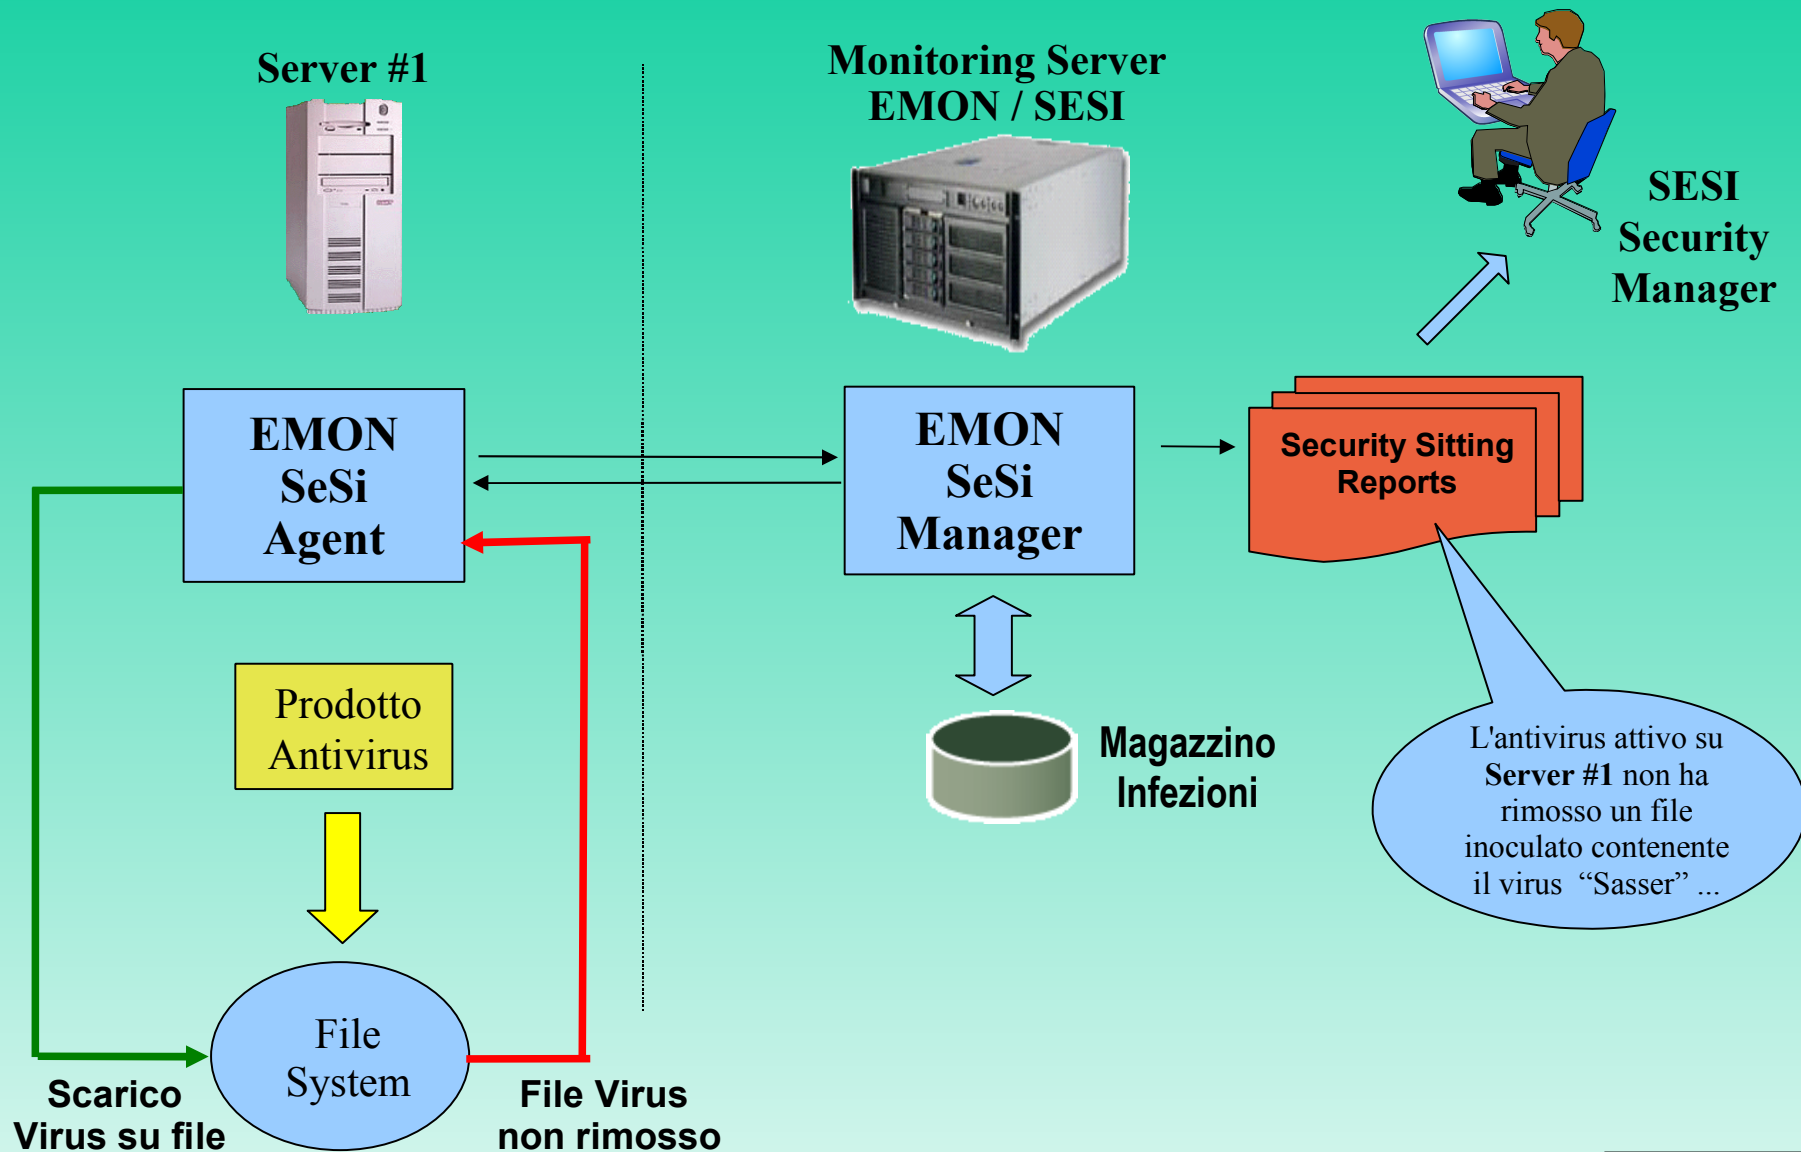 Server #1
Monitoring Server
EMON / SESI
SESI
Security
Manager
EMON
SeSi
Agent
EMON
SeSi
Manager
Security Sitting
Reports
Prodotto
Antivirus
Magazzino
Infezioni
L'antivirus attivo su
Server #1 non ha
rimosso un file
inoculato contenente
il virus “Sasser” ...
File
System
Scarico
Virus su file
File Virus
non rimosso